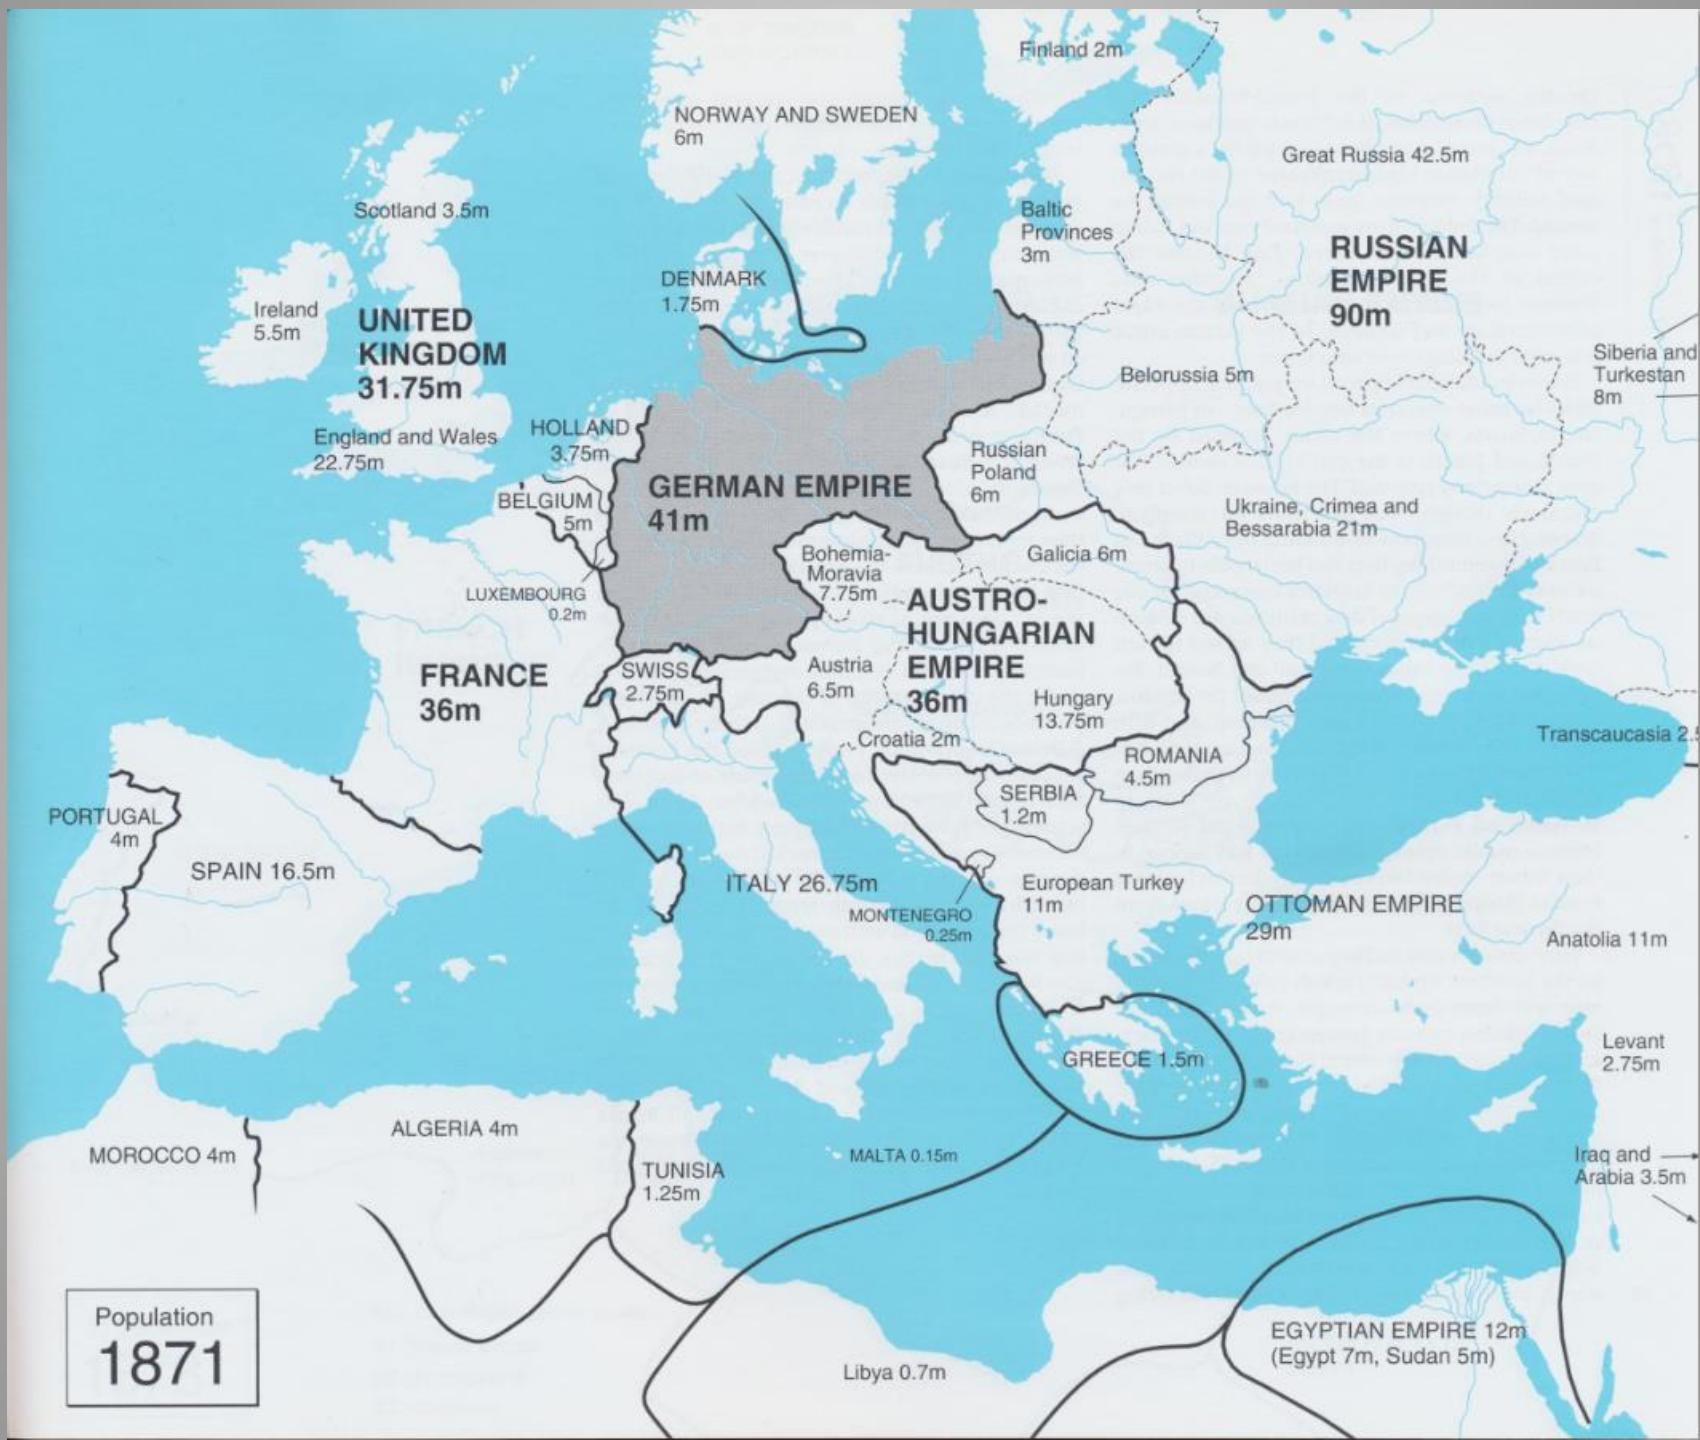 Finland 2m
NORWAY AND SWEDEN
6m
Great Russia 42.5m
Scotland 3.5m
Baltic
Provinces
3m
RUSSIAN
EMPIRE
90m
DENMARK
1.75m
Ireland
5.5m
UNITED
KINGDOM
31.75m
Siberia and
Turkestan
8m
Belorussia 5m
HOLLAND
3.75m
England and Wales
22.75m
Russian
Poland
6m
GERMAN EMPIRE
41m
BELGIUM
5m
Ukraine, Crimea and
Bessarabia 21m
Bohemia-
Moravia
7.75m
Galicia 6m
LUXEMBOURG
0.2m
AUSTRO-
HUNGARIAN
EMPIRE
36m
FRANCE
36m
SWISS
2.75m
Austria
6.5m
Hungary
13.75m
Croatia 2m
Transcaucasia 2.5
ROMANIA
4.5m
SERBIA
1.2m
PORTUGAL
4m
SPAIN 16.5m
ITALY 26.75m
European Turkey
11m
MONTENEGRO
0.25m
OTTOMAN EMPIRE
29m
Anatolia 11m
Levant
2.75m
GREECE 1.5m
ALGERIA 4m
MOROCCO 4m
TUNISIA
1.25m
MALTA 0.15m
Iraq and
Arabia 3.5m
Population
1871
EGYPTIAN EMPIRE 12m
(Egypt 7m, Sudan 5m)
Libya 0.7m